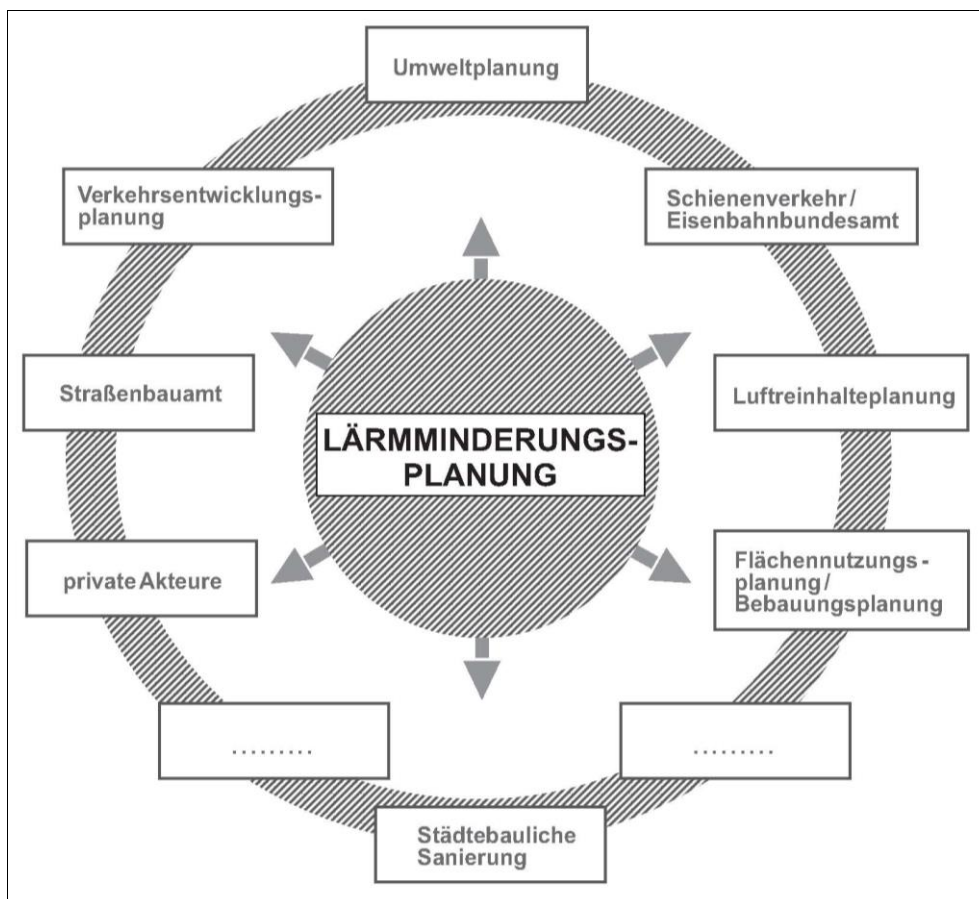 Umweltplanung
Verkehrsentwicklungs-
planung
Schienenverkehr/
Eisenbahnbundesamt
Straßenbauamt
Luftreinhalteplanung
LÄRMMINDERUNGS-
PLANUNG
private Akteure
Flächennutzungs-
planung/
Bebauungsplanung
.........
.........
Städtebauliche
Sanierung